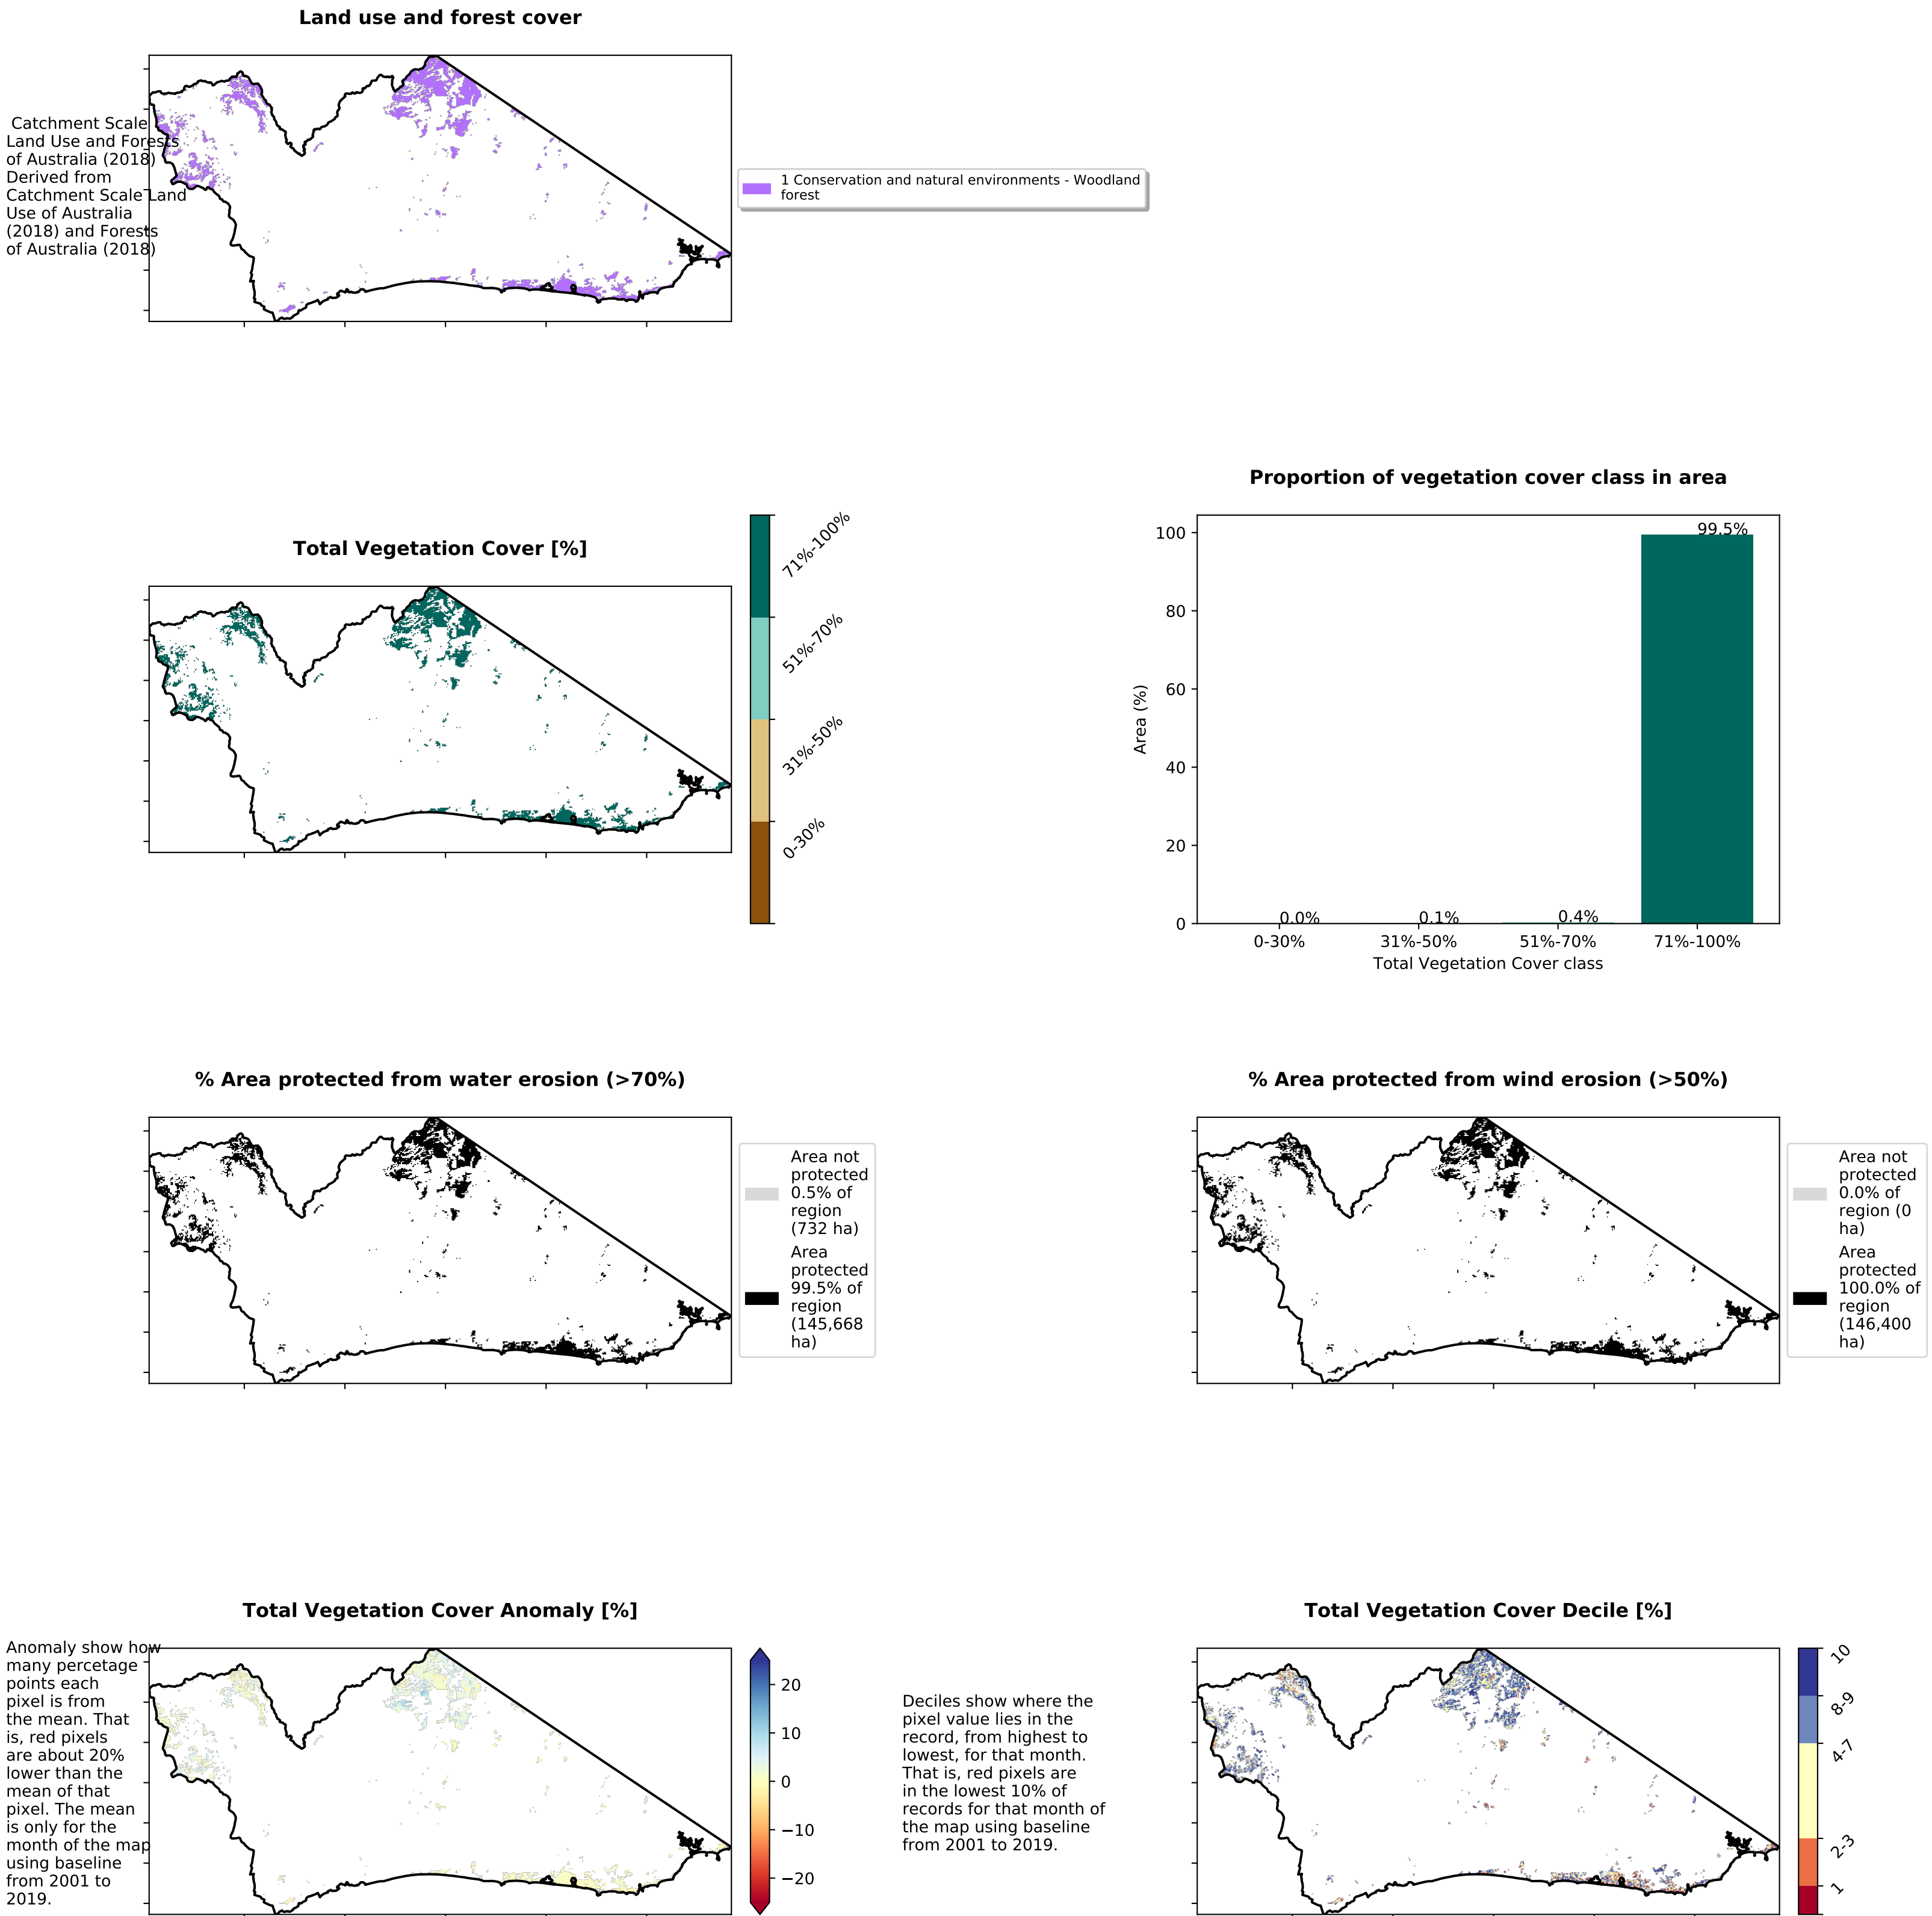 Land use and forest cover
Catchment Scale
Land Use and Forests
of Australia (2018)
Derived from
Catchment Scale Land
Use of Australia
(2018) and Forests
of Australia (2018)
1 Conservation and natural environments - Woodland
forest
Total Vegetation Cover [%]
71%-100%
51%-70%
31%-50%
0-30%
Proportion of vegetation cover class in area
100
80
60
40
20
0
Area (%)
0.0%
0.1%
0.4%
99.5%
0-30%
31%-50%
51%-70%
71%-100%
Total Vegetation Cover class
% Area protected from water erosion (>70%)
Area not
protected
0.5% of
region
(732 ha)
Area
protected
99.5% of
region
(145,668
ha)
% Area protected from wind erosion (>50%)
Area not
protected
0.0% of
region (0
ha)
Area
protected
100.0% of
region
(146,400
ha)
Total Vegetation Cover Anomaly [%]
Anomaly show how
many percetage
points each
pixel is from
the mean. That
is, red pixels
are about 20%
lower than the
mean of that
pixel. The mean
is only for the
month of the map
using baseline
from 2001 to
2019.
20
10
0
−10
−20
Total Vegetation Cover Decile [%]
Deciles show where the
pixel value lies in the
record, from highest to
lowest, for that month.
That is, red pixels are
in the lowest 10% of
records for that month of
the map using baseline
from 2001 to 2019.
10
8-9
4-7
2-3
1